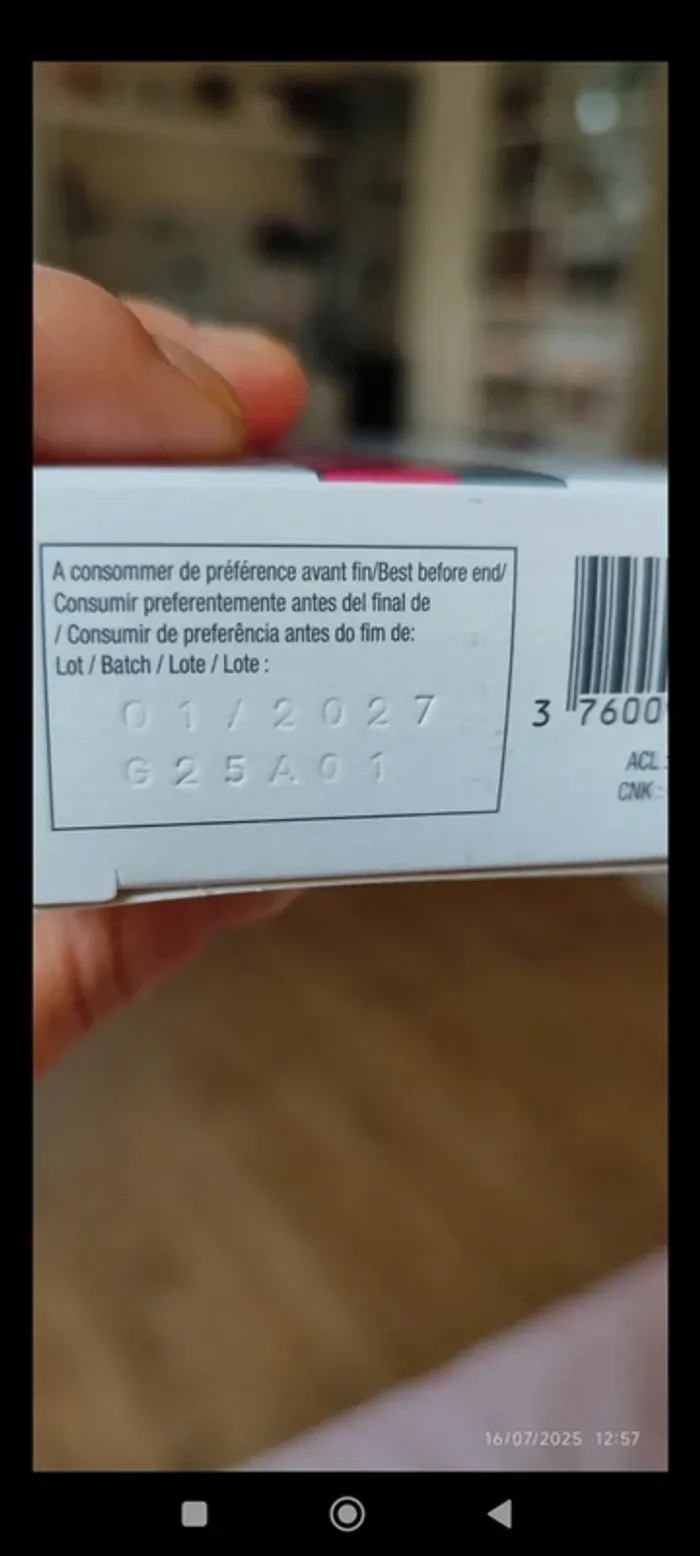 A consommer de préférence avant fin/Best before end/
Consumir preferentemente antes del final de
/ Consumir de preferência antes do fim de:
Lot / Batch / Lote / Lote :
01/2027
G25A01
3 7600
ACL :
CNK :
16/07/2025 12:57